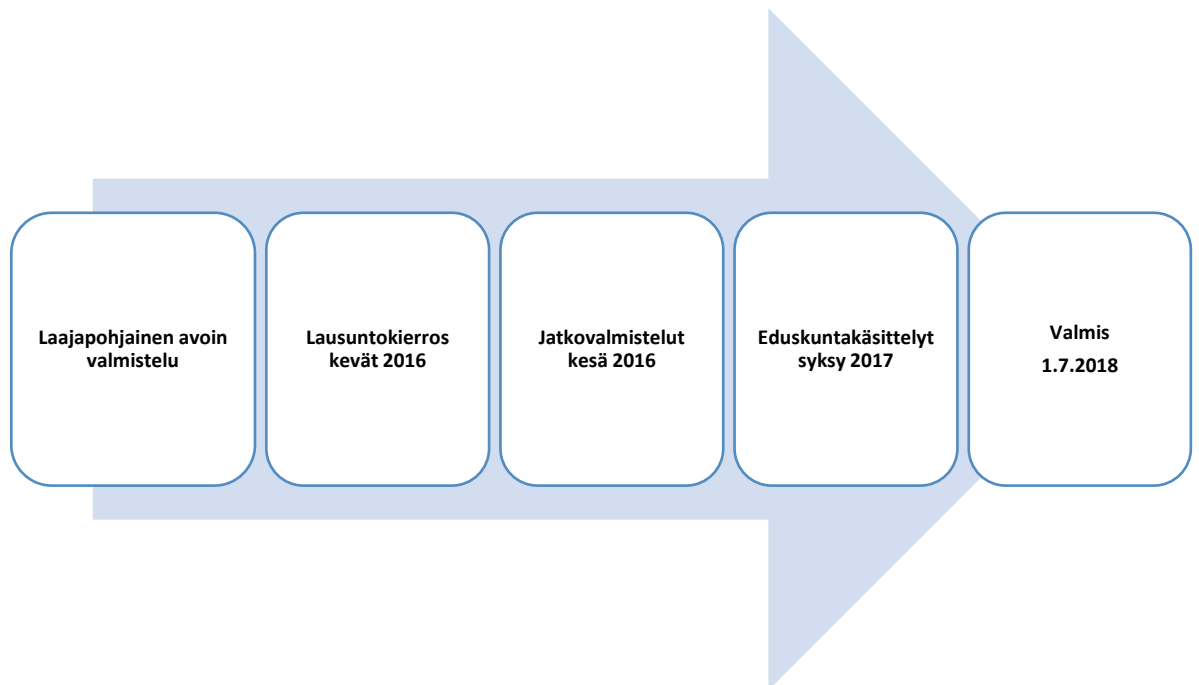 Laajapohjainen avoin
valmistelu
Lausuntokierros
kevät 2016
Jatkovalmistelut
kesä 2016
Eduskuntakäsittelyt
syksy 2017
Valmis
1.7.2018